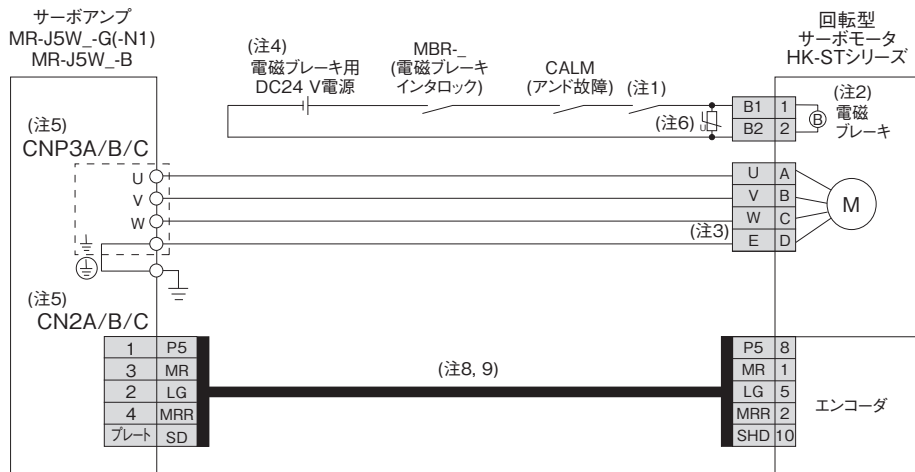 サーボアンプ
MR-J5W_-G(-N1)
MR-J5W_-B
回転型
サーボモータ
HK-STシリーズ
(注4)
電磁ブレーキ用
DC24 V電源
MBR-_
(電磁ブレーキ
インタロック)
CALM
(アンド故障)
(注1)
(注6)
U
B1 1
B2 2
B
(注2)
電磁
ブレーキ
(注5)
CNP3A/B/C
U
V
W
(注3)
U A
V B
W C
E D
M
(注5)
CN2A/B/C
1 P5
3 MR
2 LG
4 MRR
プレート SD
(注8, 9)
P5 8
MR 1
LG 5
MRR 2
SHD 10
エンコーダ